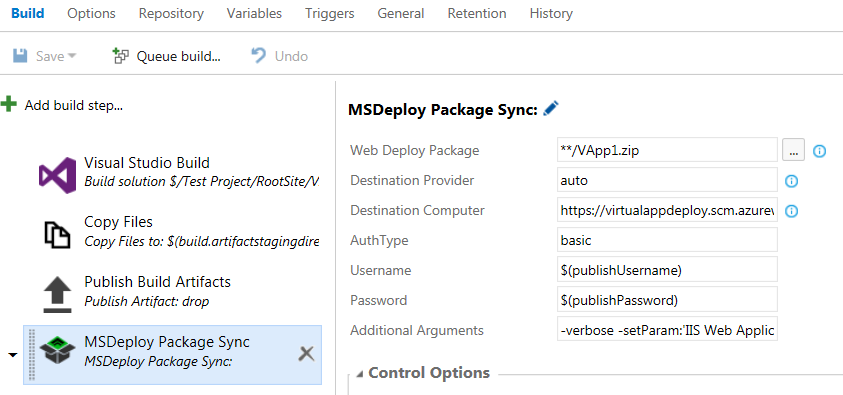 Build Options Repository Variables Triggers General Retention History
Save Queue build... Undo
Add build step...
Visual Studio Build
Build solution $/Test Project/RootSite/V
Copy Files
Copy Files to: $(build.artifactstagingdire
Publish Build Artifacts
Publish Artifact: drop
MSDeploy Package Sync
MSDeploy Package Sync:
MSDeploy Package Sync:
Web Deploy Package **/VApp1.zip ...
Destination Provider auto
Destination Computer https://virtualappdeploy.scm.azurew
AuthType basic
Username $(publishUsername)
Password $(publishPassword)
Additional Arguments -verbose -setParam:'IIS Web Applic
Control Options